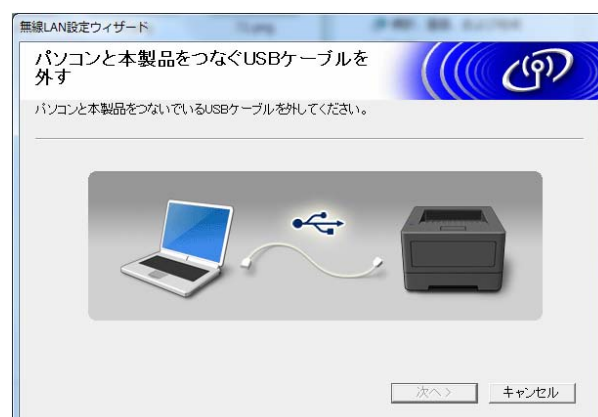 無線LAN設定ウィザード
パソコンと本製品をつなぐUSBケーブルを
外す
パソコンと本製品をつないでいるUSBケーブルを外してください。
次へ >
キャンセル